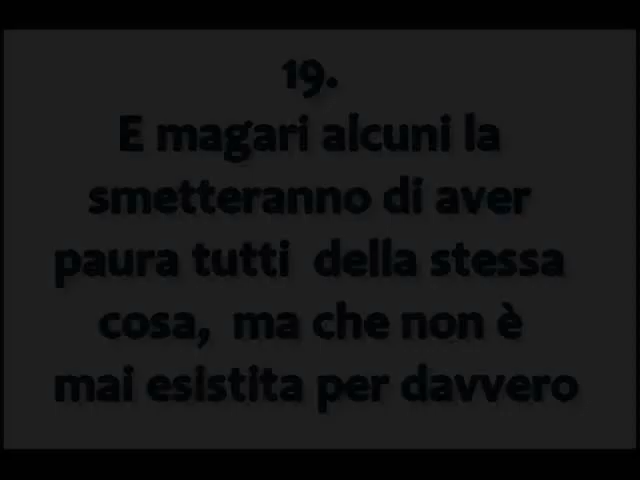 19.
E magari alcuni la
smetteranno di aver
paura tutti  della stessa
cosa,  ma che non è
mai esistita per davvero